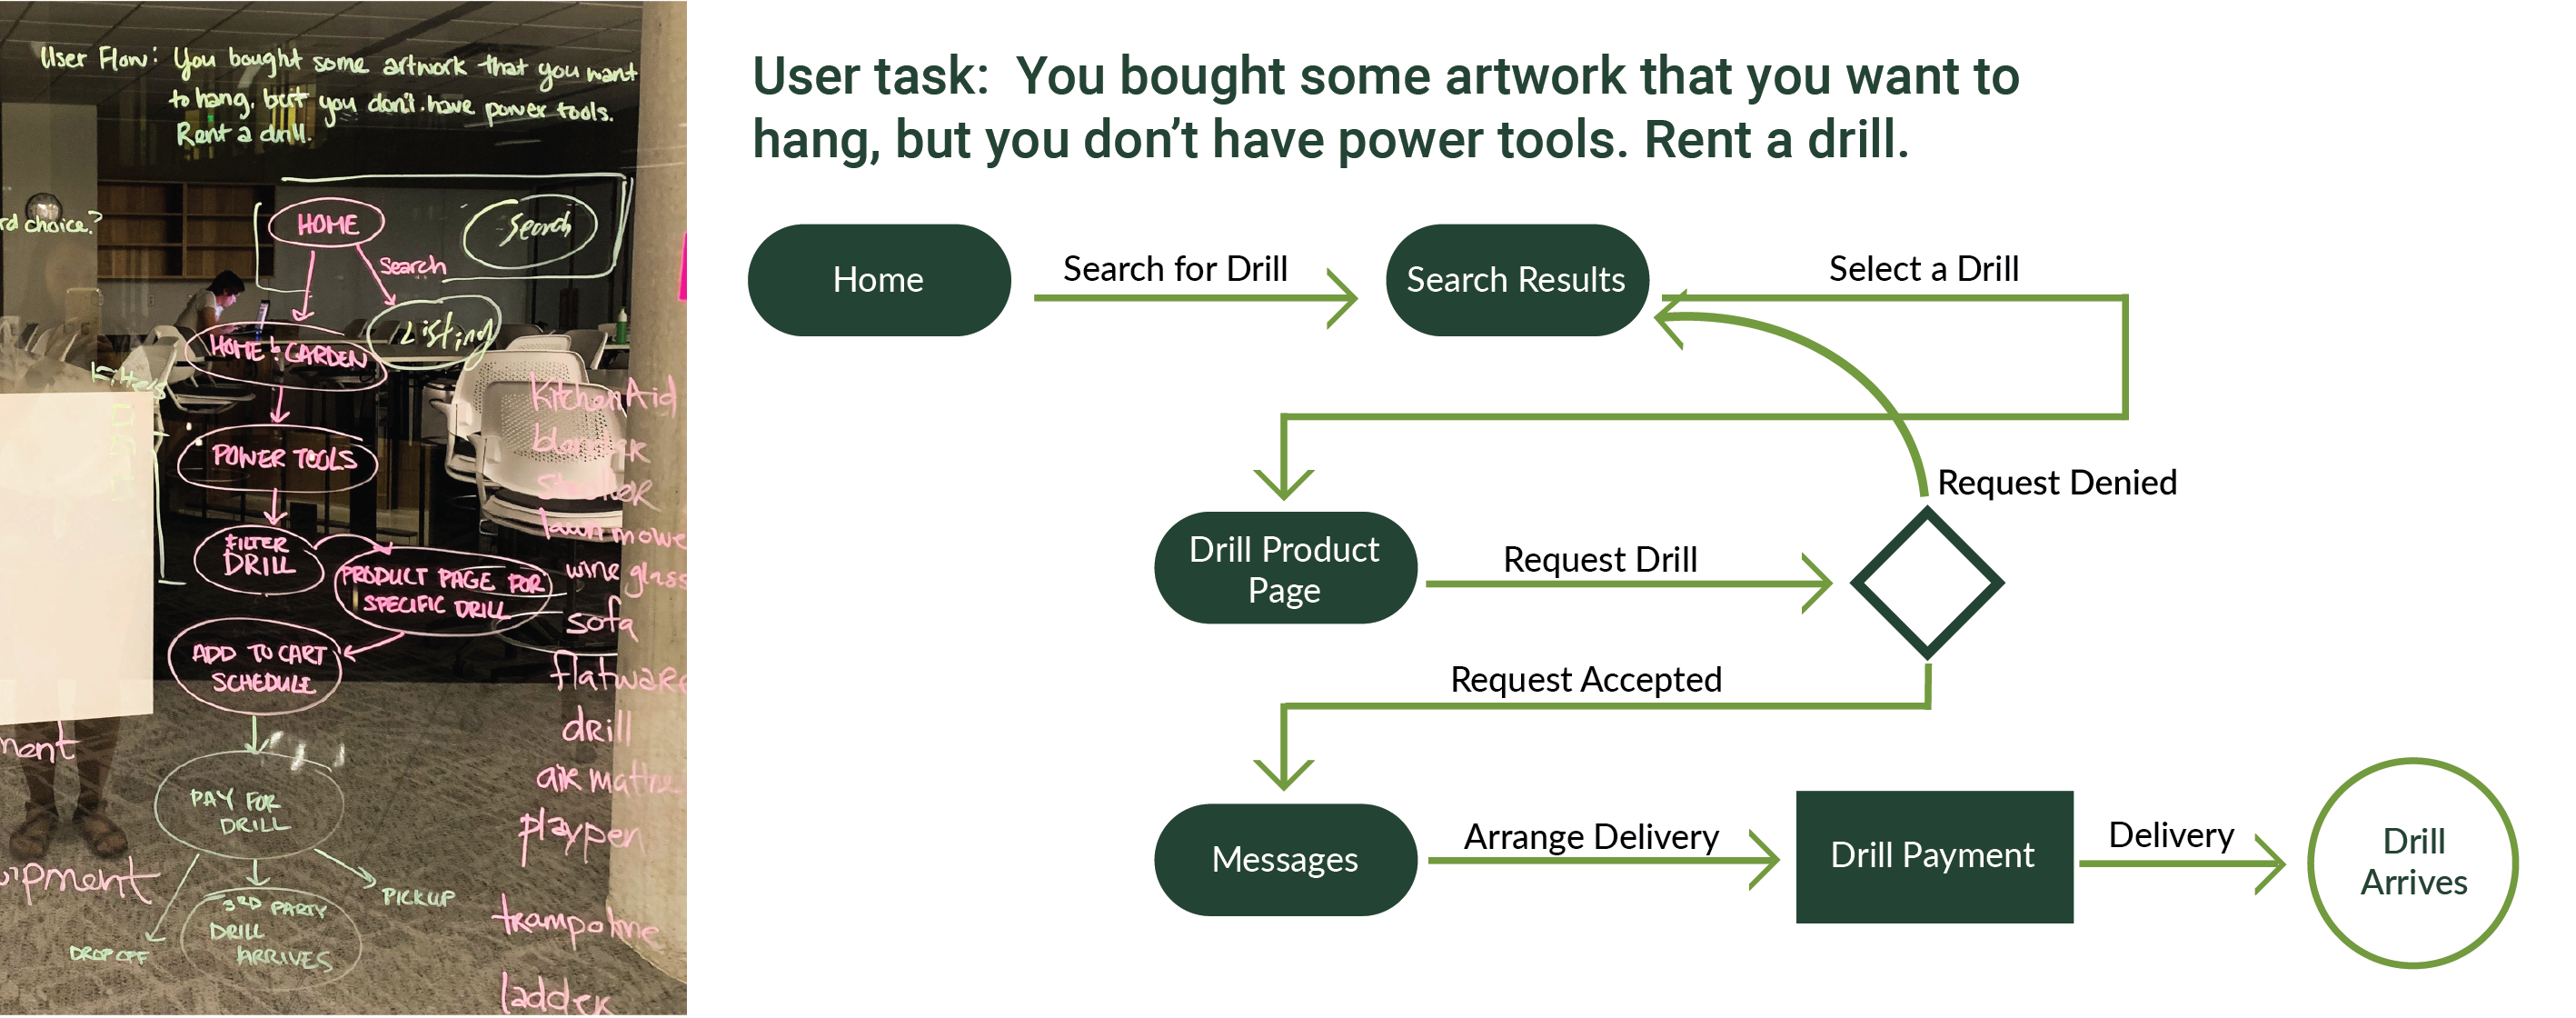 User Flow: You bought some artwork that you want
to hang, but you don't have power tools.
Rent a drill.
rd choice?
HOME
Search
Search
Listing
HOME & GARDEN
Filters
POWER TOOLS
FILTER
DRILL
PRODUCT PAGE FOR
SPECIFIC DRILL
ADD TO CART
SCHEDULE
PAY FOR
DRILL
PICKUP
DROP OFF
3RD PARTY
DRILL
ARRIVES
KitchenAid
blender
lawn mowe
wine glass
sofa
flatware
drill
air mattre
playpen
trampoline
ladder
ment
uipment
User task: You bought some artwork that you want to
hang, but you don’t have power tools. Rent a drill.
Home
Search for Drill
Search Results
Select a Drill
Request Denied
Drill Product
Page
Request Drill
Request Accepted
Messages
Arrange Delivery
Drill Payment
Delivery
Drill
Arrives